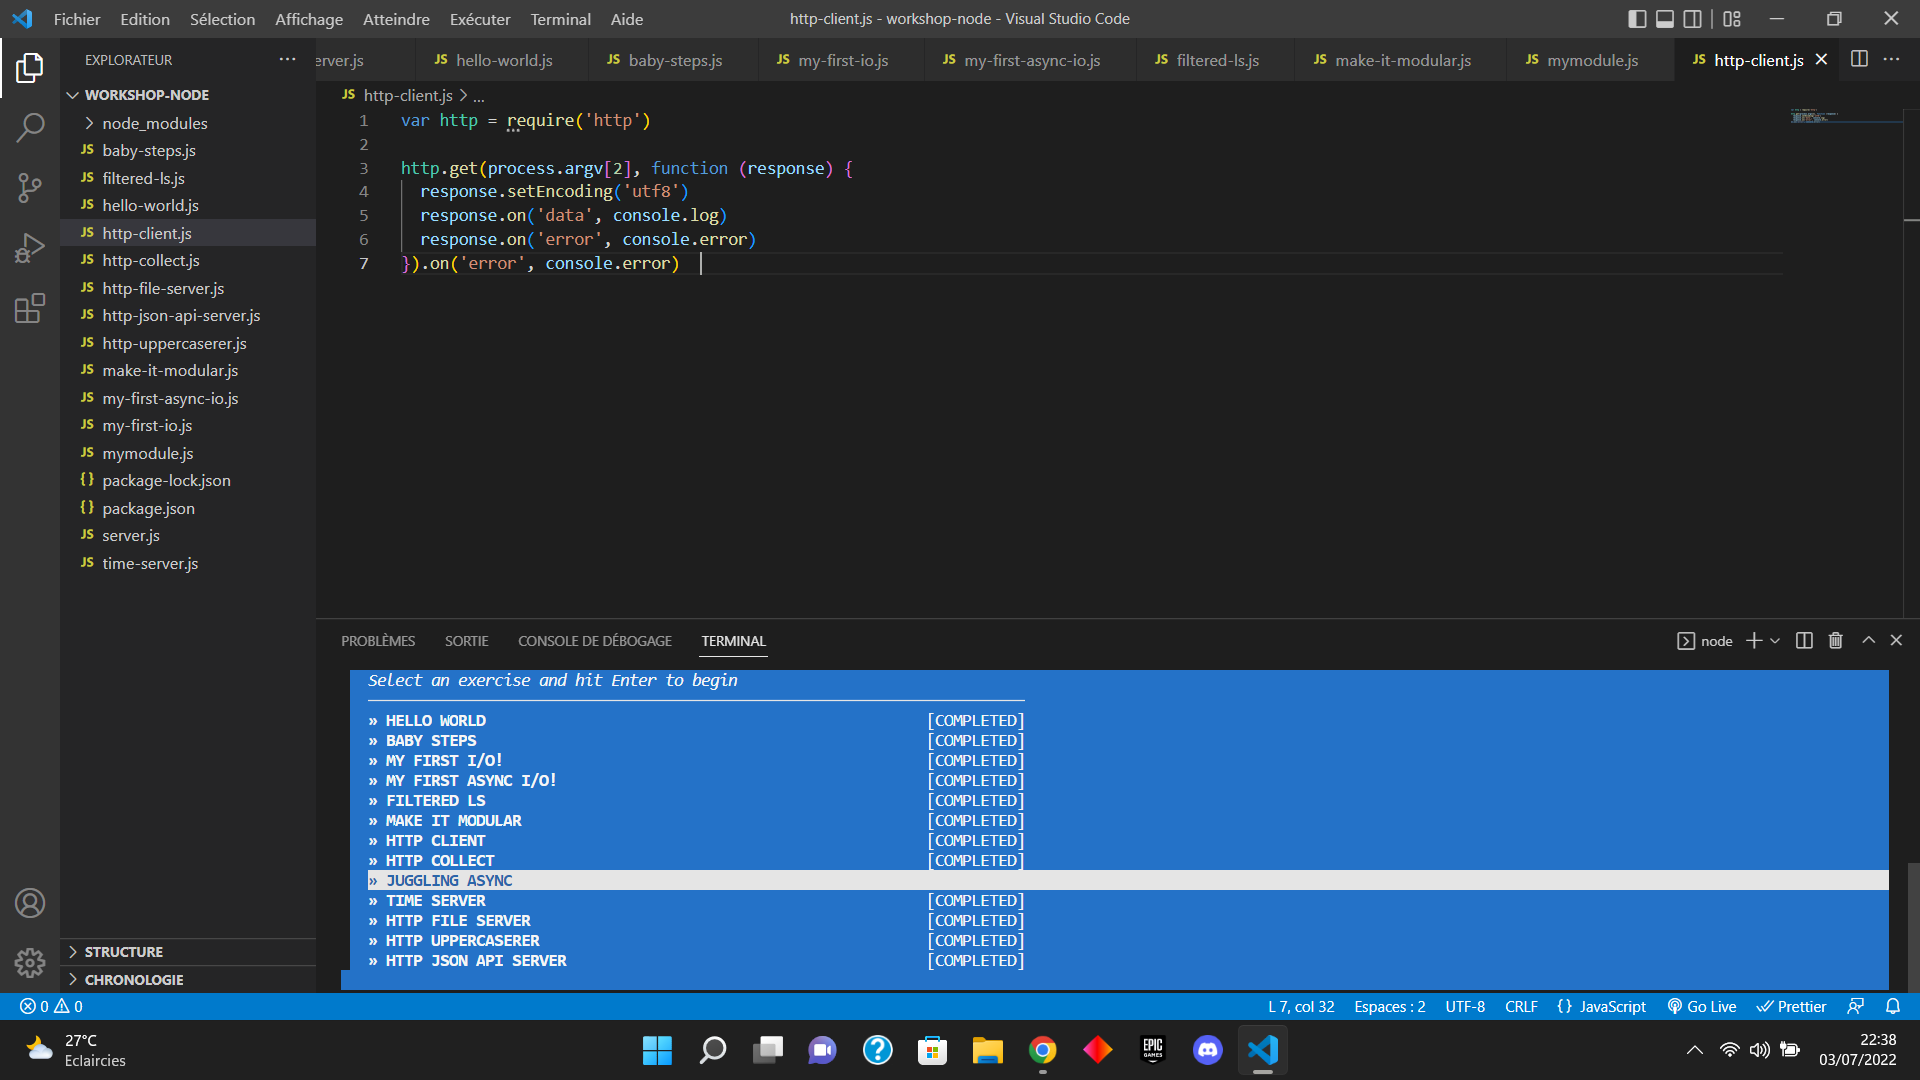 Fichier Edition Sélection Affichage Atteindre Exécuter Terminal Aide
http-client.js - workshop-node - Visual Studio Code
EXPLORATEUR
WORKSHOP-NODE
node_modules
JS baby-steps.js
JS filtered-ls.js
JS hello-world.js
JS http-client.js
JS http-collect.js
JS http-file-server.js
JS http-json-api-server.js
JS http-uppercaserer.js
JS make-it-modular.js
JS my-first-async-io.js
JS my-first-io.js
JS mymodule.js
{} package-lock.json
{} package.json
JS server.js
JS time-server.js
STRUCTURE
CHRONOLOGIE
erver.js JS hello-world.js JS baby-steps.js JS my-first-io.js JS my-first-async-io.js JS filtered-ls.js JS make-it-modular.js JS mymodule.js JS http-client.js
JS http-client.js > ...
1 var http = require('http')
2
3 http.get(process.argv[2], function (response) {
4 response.setEncoding('utf8')
5 response.on('data', console.log)
6 response.on('error', console.error)
7 }).on('error', console.error)
PROBLÈMES SORTIE CONSOLE DE DÉBOGAGE TERMINAL
node
Select an exercise and hit Enter to begin
» HELLO WORLD [COMPLETED]
» BABY STEPS [COMPLETED]
» MY FIRST I/O! [COMPLETED]
» MY FIRST ASYNC I/O! [COMPLETED]
» FILTERED LS [COMPLETED]
» MAKE IT MODULAR [COMPLETED]
» HTTP CLIENT [COMPLETED]
» HTTP COLLECT [COMPLETED]
» JUGGLING ASYNC
» TIME SERVER [COMPLETED]
» HTTP FILE SERVER [COMPLETED]
» HTTP UPPERCASERER [COMPLETED]
» HTTP JSON API SERVER [COMPLETED]
0 0 L 7, col 32 Espaces : 2 UTF-8 CRLF {} JavaScript Go Live Prettier
27°C
Eclaircies
EPIC
GAMES
22:38
03/07/2022